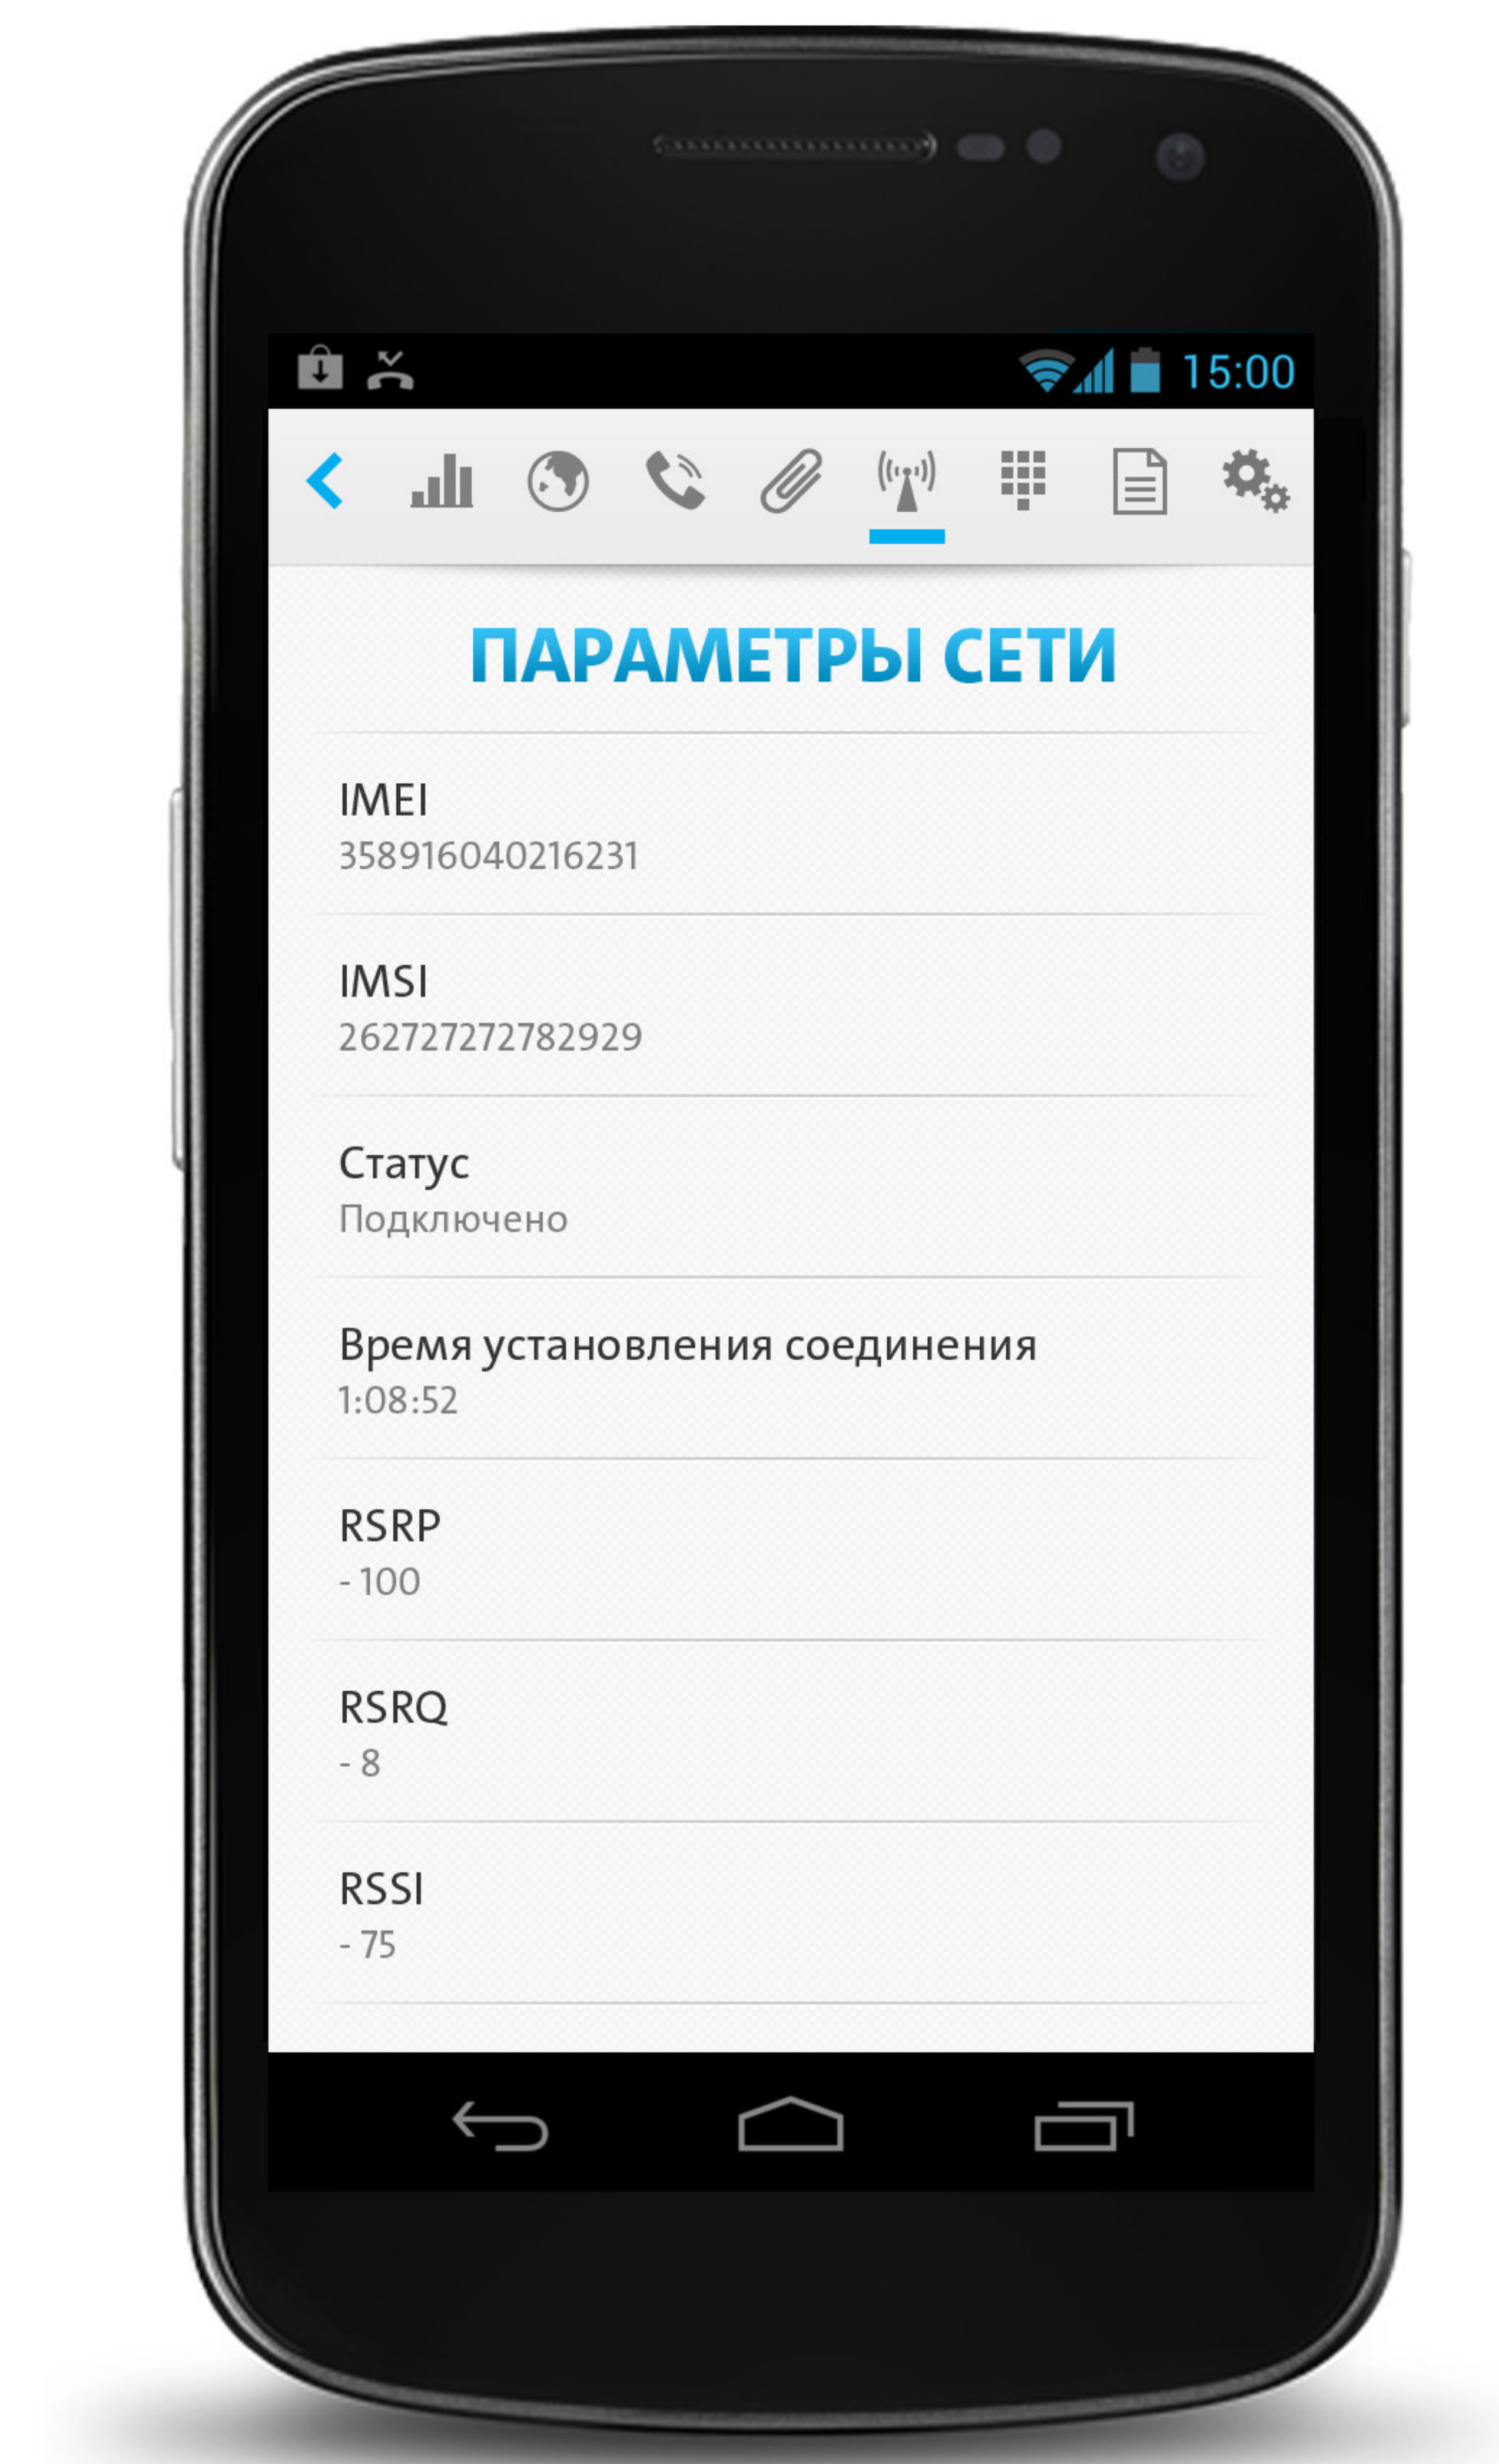 15:00
ПАРАМЕТРЫ СЕТИ
IMEI
358916040216231
IMSI
262727272782929
Статус
Подключено
Время установления соединения
1:08:52
RSRP
- 100
RSRQ
- 8
RSSI
- 75